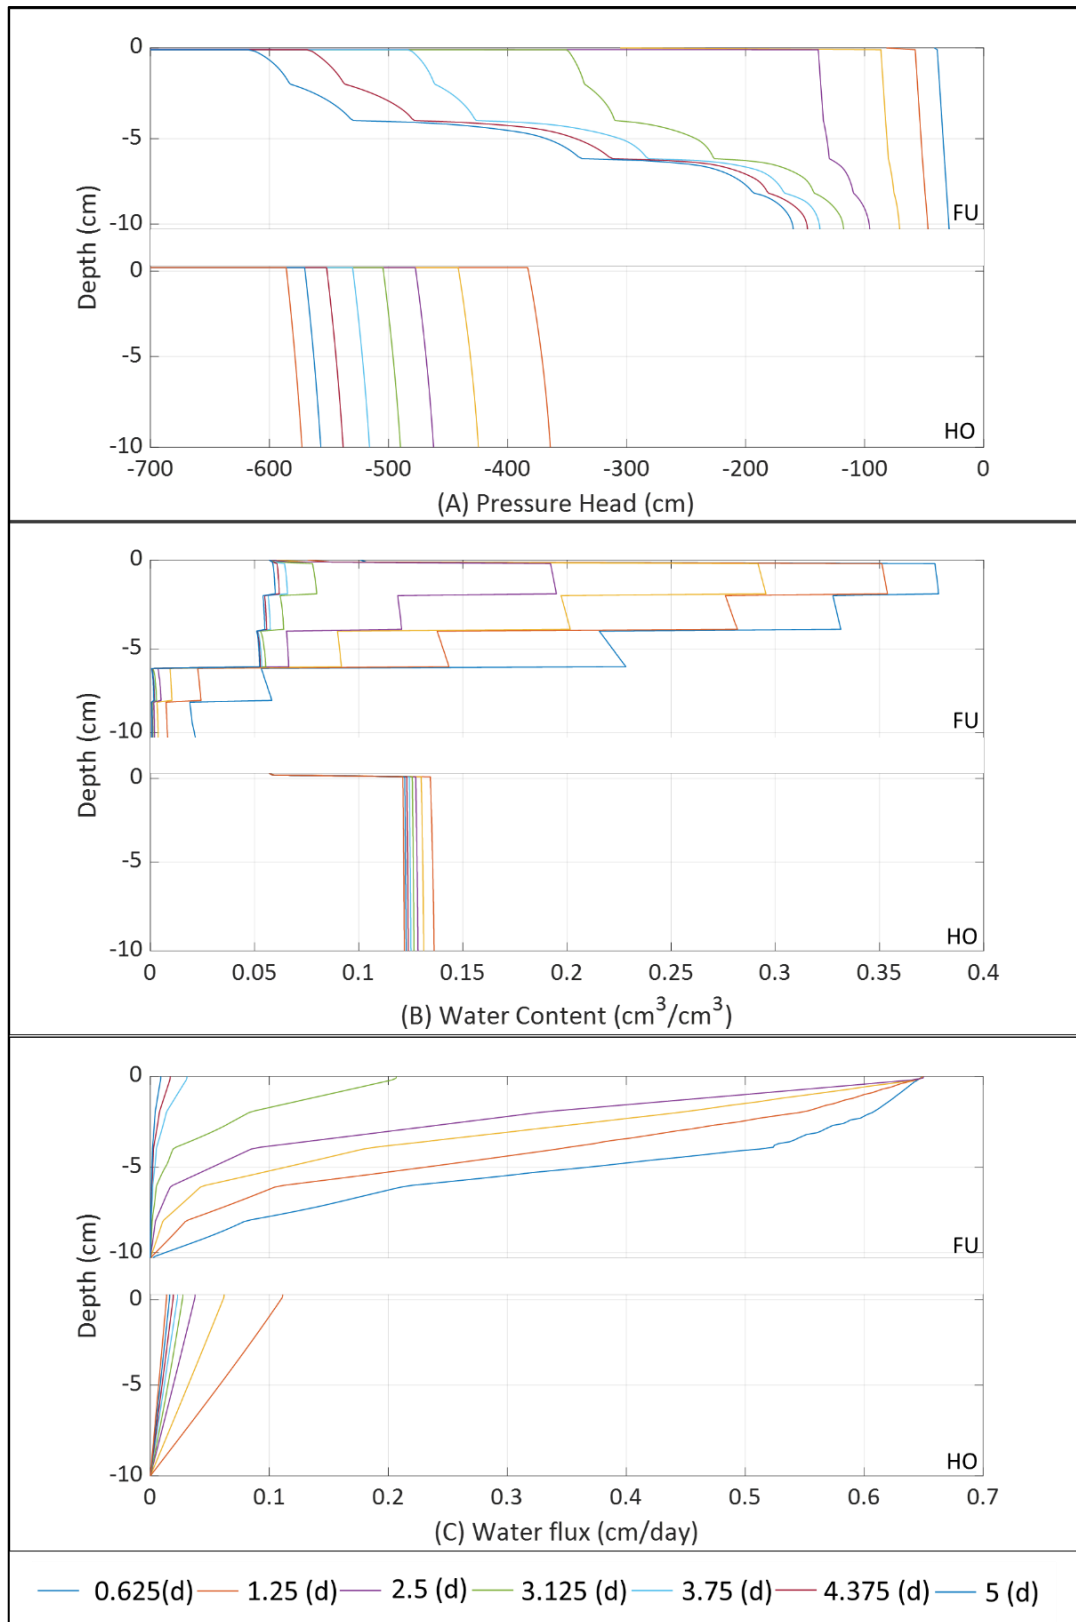 0
-5
-10
FU
0
-5
-10
HO
Depth (cm)
-700 -600 -500 -400 -300 -200 -100 0
(A) Pressure Head (cm)
0
-5
-10
FU
0
-5
-10
HO
Depth (cm)
0 0.05 0.1 0.15 0.2 0.25 0.3 0.35 0.4
(B) Water Content (cm³/cm³)
0
-5
-10
FU
0
-5
-10
HO
Depth (cm)
0 0.1 0.2 0.3 0.4 0.5 0.6 0.7
(C) Water flux (cm/day)
0.625(d) 1.25 (d) 2.5 (d) 3.125 (d) 3.75 (d) 4.375 (d) 5 (d)